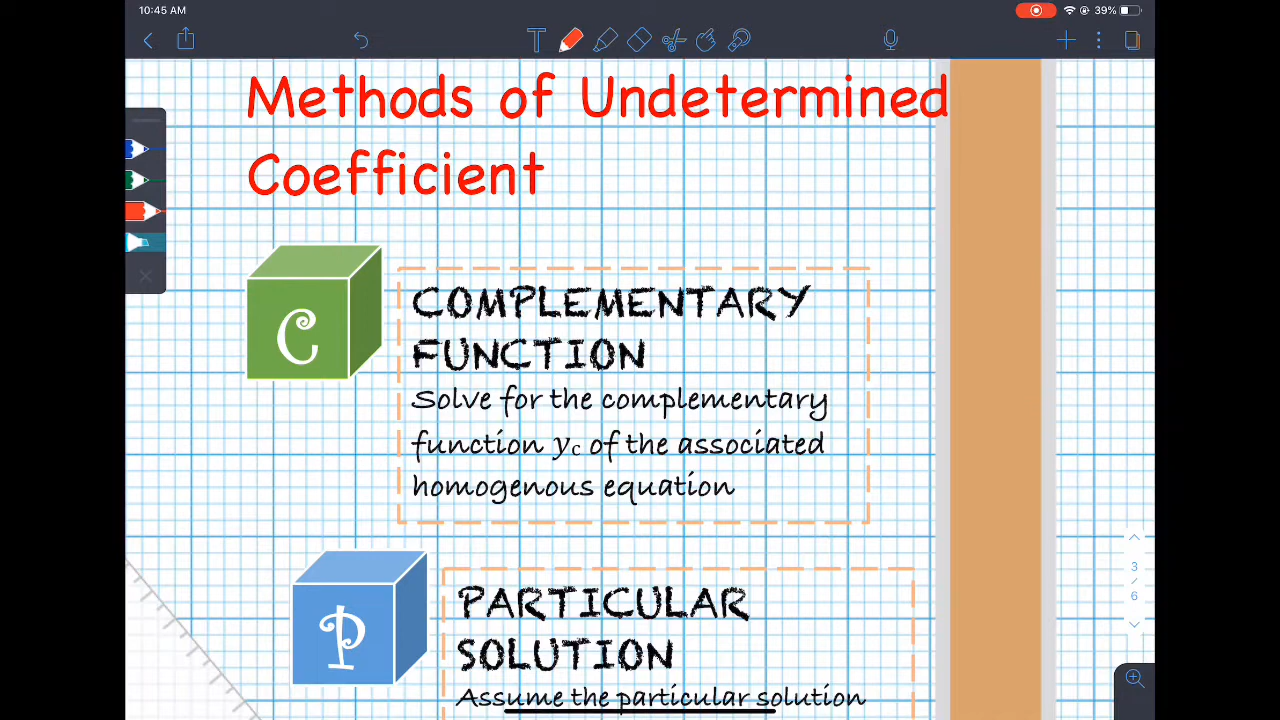 10:45 AM
39%
T
Methods of Undetermined
Coefficient
C
COMPLEMENTARY
FUNCTION
Solve for the complementary
function yc of the associated
homogenous equation
3
/
6
P
PARTICULAR
SOLUTION
Assume the particular solution